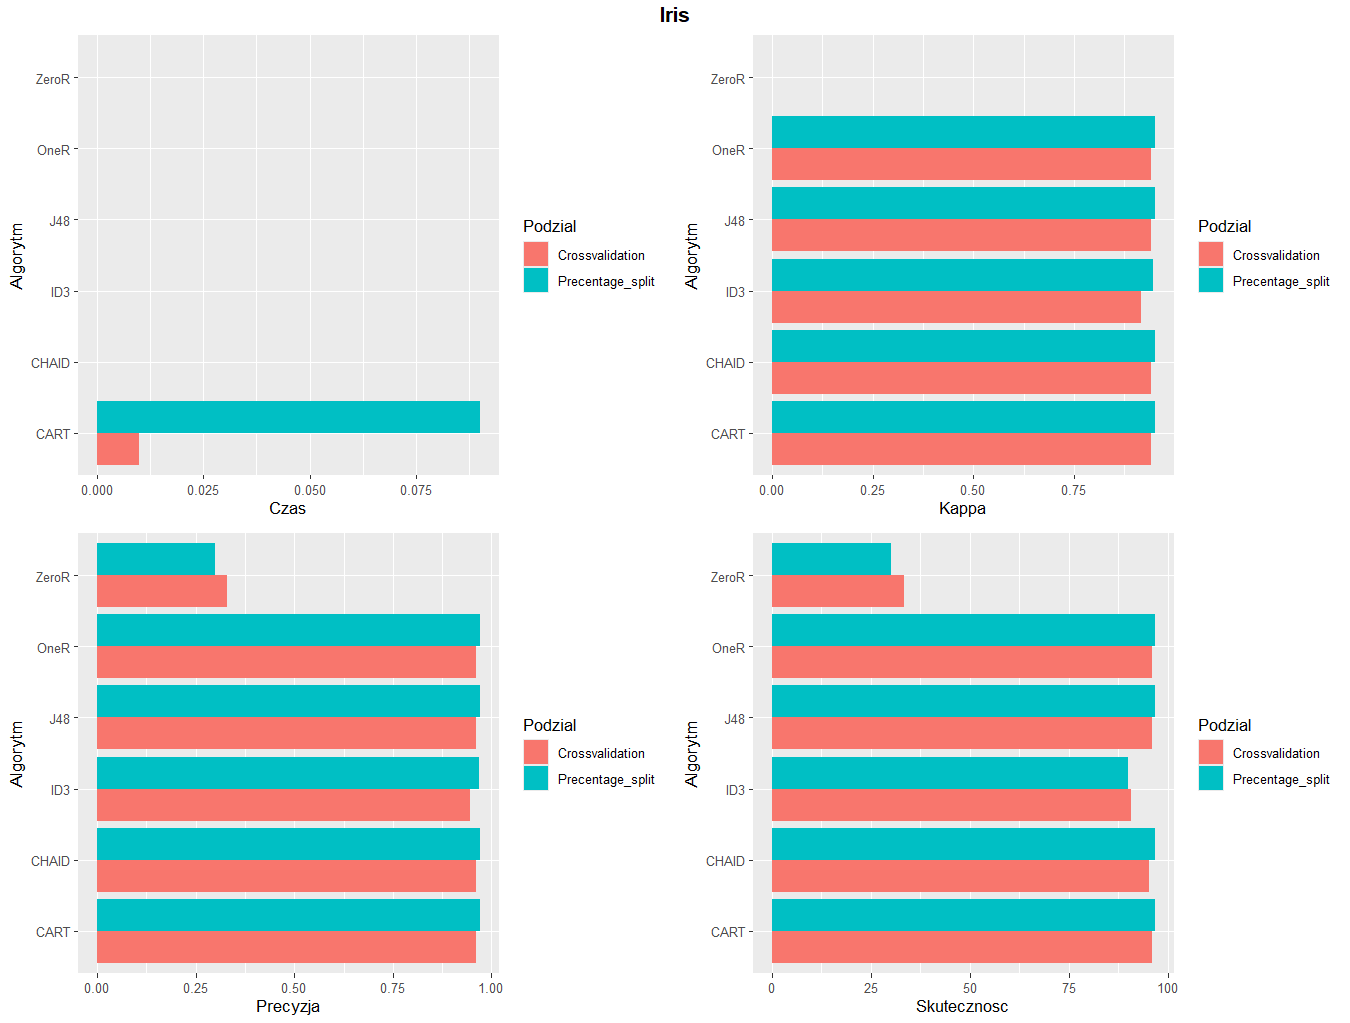 Iris
ZeroR
OneR
J48
ID3
CHAID
CART
Algorytm
0.000 0.025 0.050 0.075
Czas
Podzial
Crossvalidation
Precentage_split
ZeroR
OneR
J48
ID3
CHAID
CART
Algorytm
0.00 0.25 0.50 0.75
Kappa
Podzial
Crossvalidation
Precentage_split
ZeroR
OneR
J48
ID3
CHAID
CART
Algorytm
0.00 0.25 0.50 0.75 1.00
Precyzja
Podzial
Crossvalidation
Precentage_split
ZeroR
OneR
J48
ID3
CHAID
CART
Algorytm
0 25 50 75 100
Skutecznosc
Podzial
Crossvalidation
Precentage_split